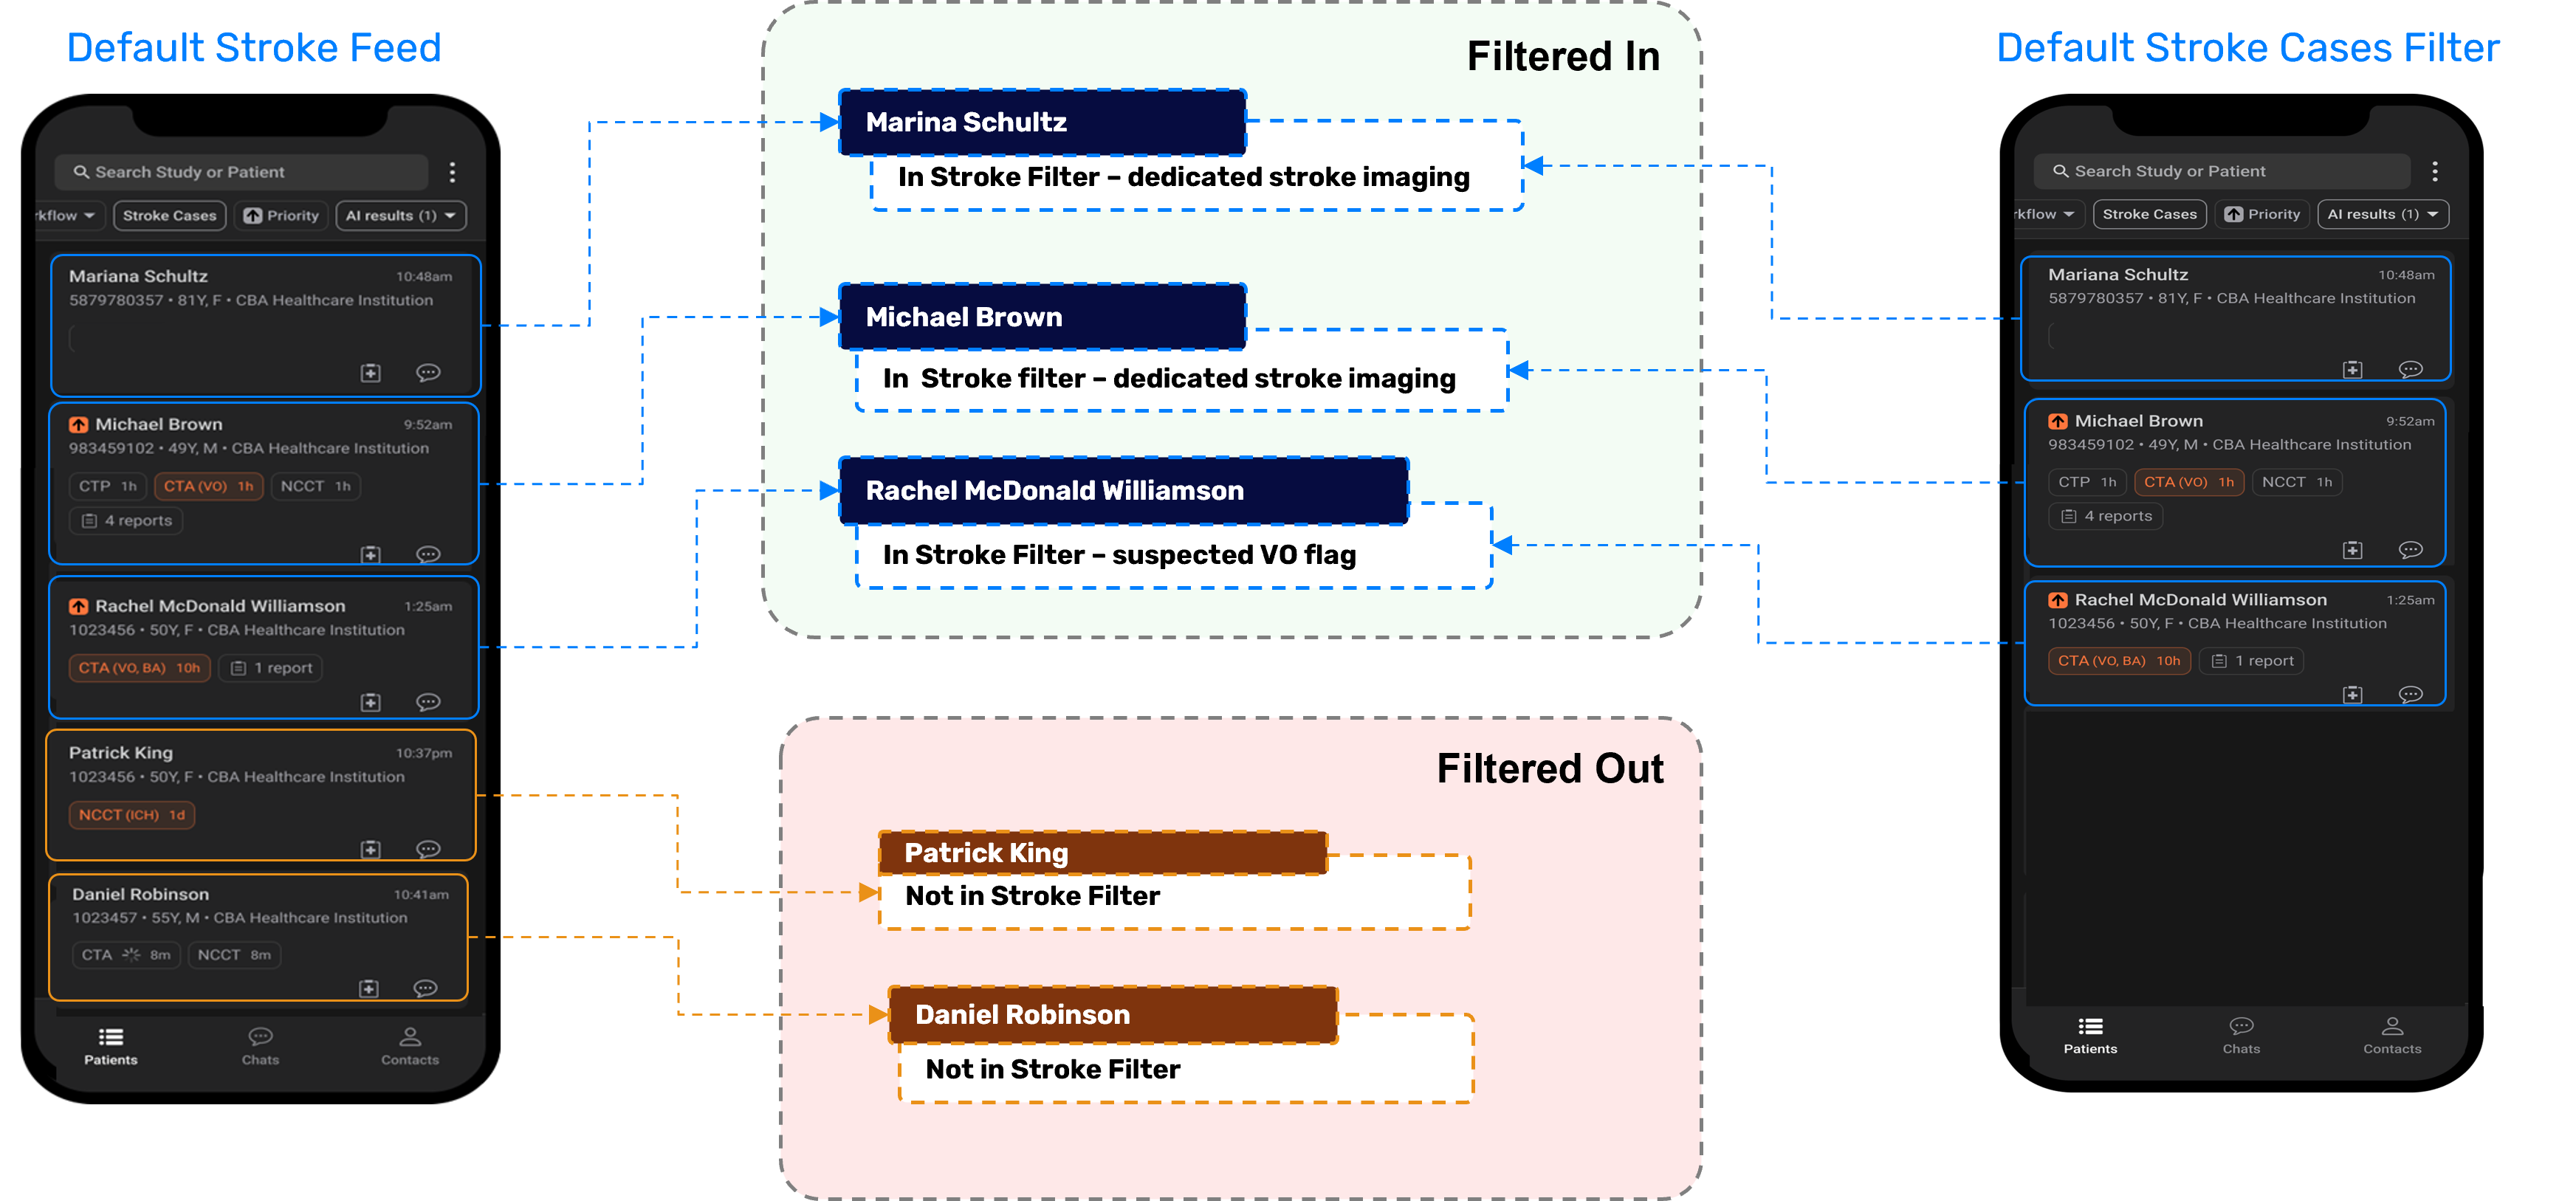 Default Stroke Feed
Search Study or Patient
rkflow
Stroke Cases
Priority
AI results (1)
Mariana Schultz
10:48am
5879780357 • 81Y, F • CBA Healthcare Institution
Michael Brown
9:52am
983459102 • 49Y, M • CBA Healthcare Institution
CTP 1h
CTA (VO) 1h
NCCT 1h
4 reports
Rachel McDonald Williamson
1:25am
1023456 • 50Y, F • CBA Healthcare Institution
CTA (VO, BA) 10h
1 report
Patrick King
10:37pm
1023456 • 50Y, F • CBA Healthcare Institution
NCCT (ICH) 1d
Daniel Robinson
10:41am
1023457 • 55Y, M • CBA Healthcare Institution
CTA 8m
NCCT 8m
Patients
Chats
Contacts
Filtered In
Marina Schultz
In Stroke Filter – dedicated stroke imaging
Michael Brown
In Stroke filter – dedicated stroke imaging
Rachel McDonald Williamson
In Stroke Filter – suspected VO flag
Filtered Out
Patrick King
Not in Stroke Filter
Daniel Robinson
Not in Stroke Filter
Default Stroke Cases Filter
Search Study or Patient
rkflow
Stroke Cases
Priority
AI results (1)
Mariana Schultz
10:48am
5879780357 • 81Y, F • CBA Healthcare Institution
Michael Brown
9:52am
983459102 • 49Y, M • CBA Healthcare Institution
CTP 1h
CTA (VO) 1h
NCCT 1h
4 reports
Rachel McDonald Williamson
1:25am
1023456 • 50Y, F • CBA Healthcare Institution
CTA (VO, BA) 10h
1 report
Patients
Chats
Contacts